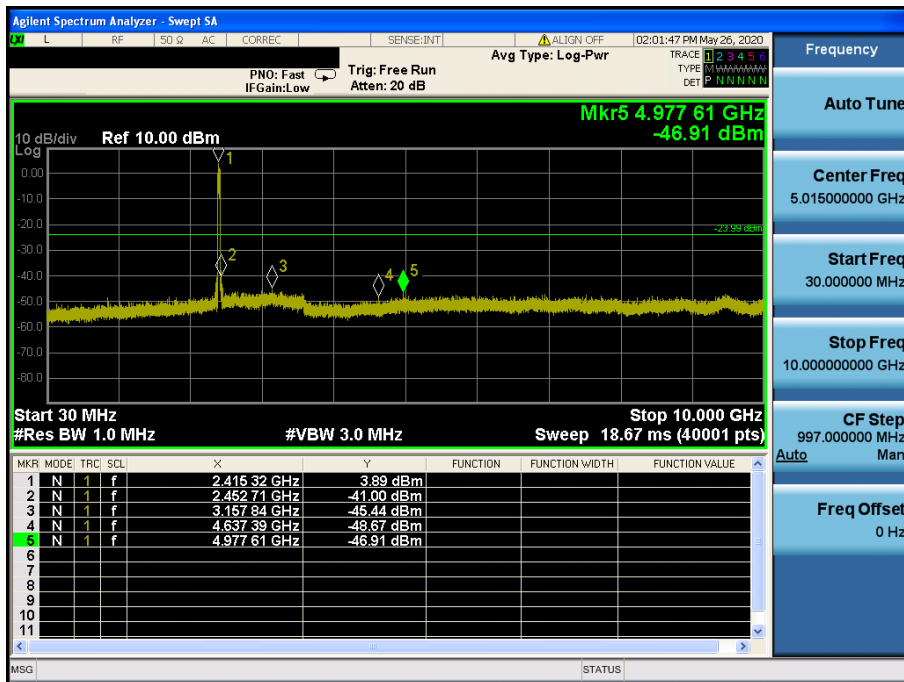 Agilent Spectrum Analyzer - Swept SA
LXI L RF 50 Ω AC CORREC SENSE:INT ALIGN OFF 02:01:47 PM May 26, 2020
PNO: Fast Trig: Free Run Avg Type: Log-Pwr TRACE 1 2 3 4 5 6
IFGain:Low Atten: 20 dB TYPE M WWWWW
DET P N N N N N
Mkr5 4.977 61 GHz
-46.91 dBm
10 dB/div Ref 10.00 dBm
Log
1
0.00
-10.0
-20.0
-23.99 dBm
-30.0
2 3 4 5
-40.0
-50.0
-60.0
-70.0
-80.0
Start 30 MHz Stop 10.000 GHz
#Res BW 1.0 MHz #VBW 3.0 MHz Sweep 18.67 ms (40001 pts)
MKR MODE TRC SCL X Y FUNCTION FUNCTION WIDTH FUNCTION VALUE
1 N 1 f 2.415 32 GHz 3.89 dBm
2 N 1 f 2.452 71 GHz -41.00 dBm
3 N 1 f 3.157 84 GHz -45.44 dBm
4 N 1 f 4.637 39 GHz -48.67 dBm
5 N 1 f 4.977 61 GHz -46.91 dBm
6
7
8
9
10
11
MSG STATUS
Frequency
Auto Tune
Center Freq
5.015000000 GHz
Start Freq
30.000000 MHz
Stop Freq
10.000000000 GHz
CF Step
997.000000 MHz
Auto Man
Freq Offset
0 Hz